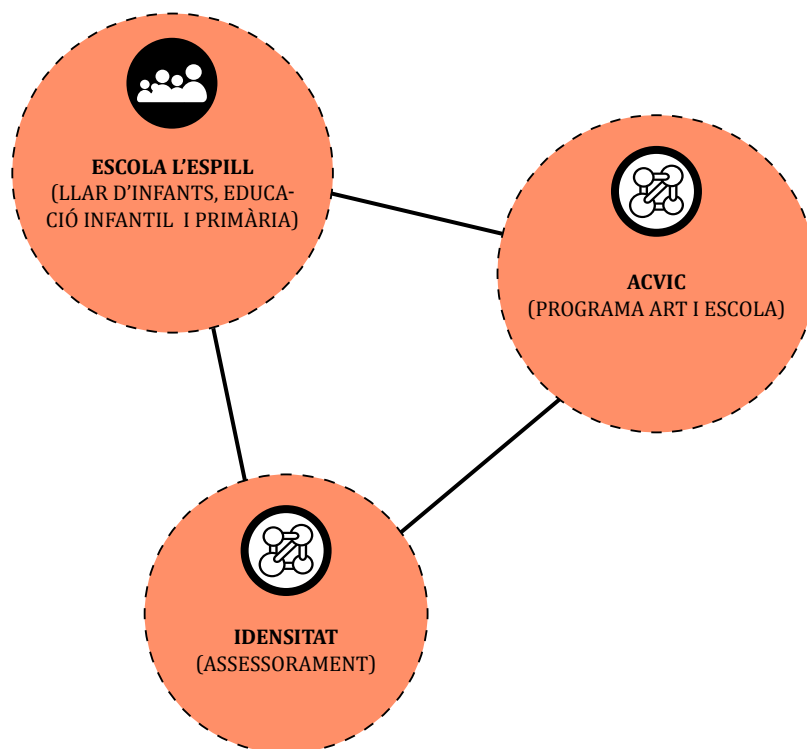 ESCOLA L’ESPILL
(LLAR D’INFANTS, EDUCA-
CIÓ INFANTIL I PRIMÀRIA)
ACVIC
(PROGRAMA ART I ESCOLA)
IDENSITAT
(ASSESSORAMENT)